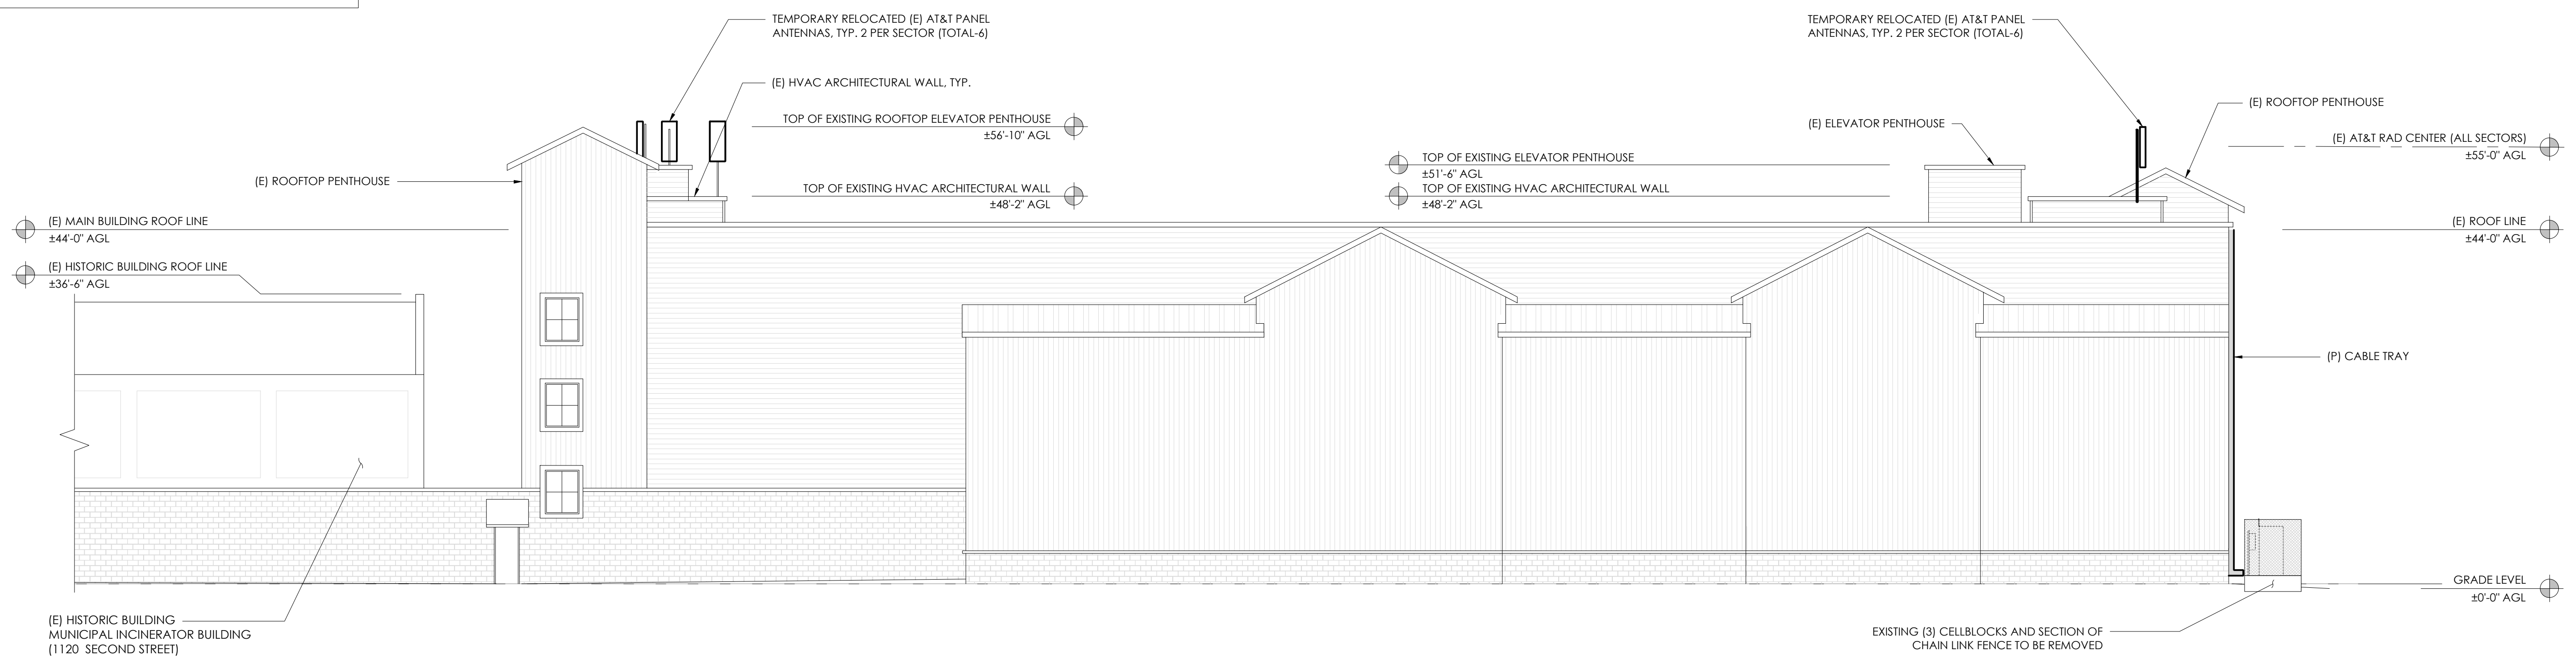 TEMPORARY RELOCATED (E) AT&T PANEL
ANTENNAS, TYP. 2 PER SECTOR (TOTAL-6)
(E) HVAC ARCHITECTURAL WALL, TYP.
TOP OF EXISTING ROOFTOP ELEVATOR PENTHOUSE
±56'-10" AGL
TOP OF EXISTING HVAC ARCHITECTURAL WALL
±48'-2" AGL
(E) ROOFTOP PENTHOUSE
(E) MAIN BUILDING ROOF LINE
±44'-0" AGL
(E) HISTORIC BUILDING ROOF LINE
±36'-6" AGL
TEMPORARY RELOCATED (E) AT&T PANEL
ANTENNAS, TYP. 2 PER SECTOR (TOTAL-6)
(E) ROOFTOP PENTHOUSE
(E) ELEVATOR PENTHOUSE
(E) AT&T RAD CENTER (ALL SECTORS)
±55'-0" AGL
TOP OF EXISTING ELEVATOR PENTHOUSE
±51'-6" AGL
TOP OF EXISTING HVAC ARCHITECTURAL WALL
±48'-2" AGL
(E) ROOF LINE
±44'-0" AGL
(P) CABLE TRAY
GRADE LEVEL
±0'-0" AGL
(E) HISTORIC BUILDING
MUNICIPAL INCINERATOR BUILDING
(1120 SECOND STREET)
EXISTING (3) CELLBLOCKS AND SECTION OF
CHAIN LINK FENCE TO BE REMOVED